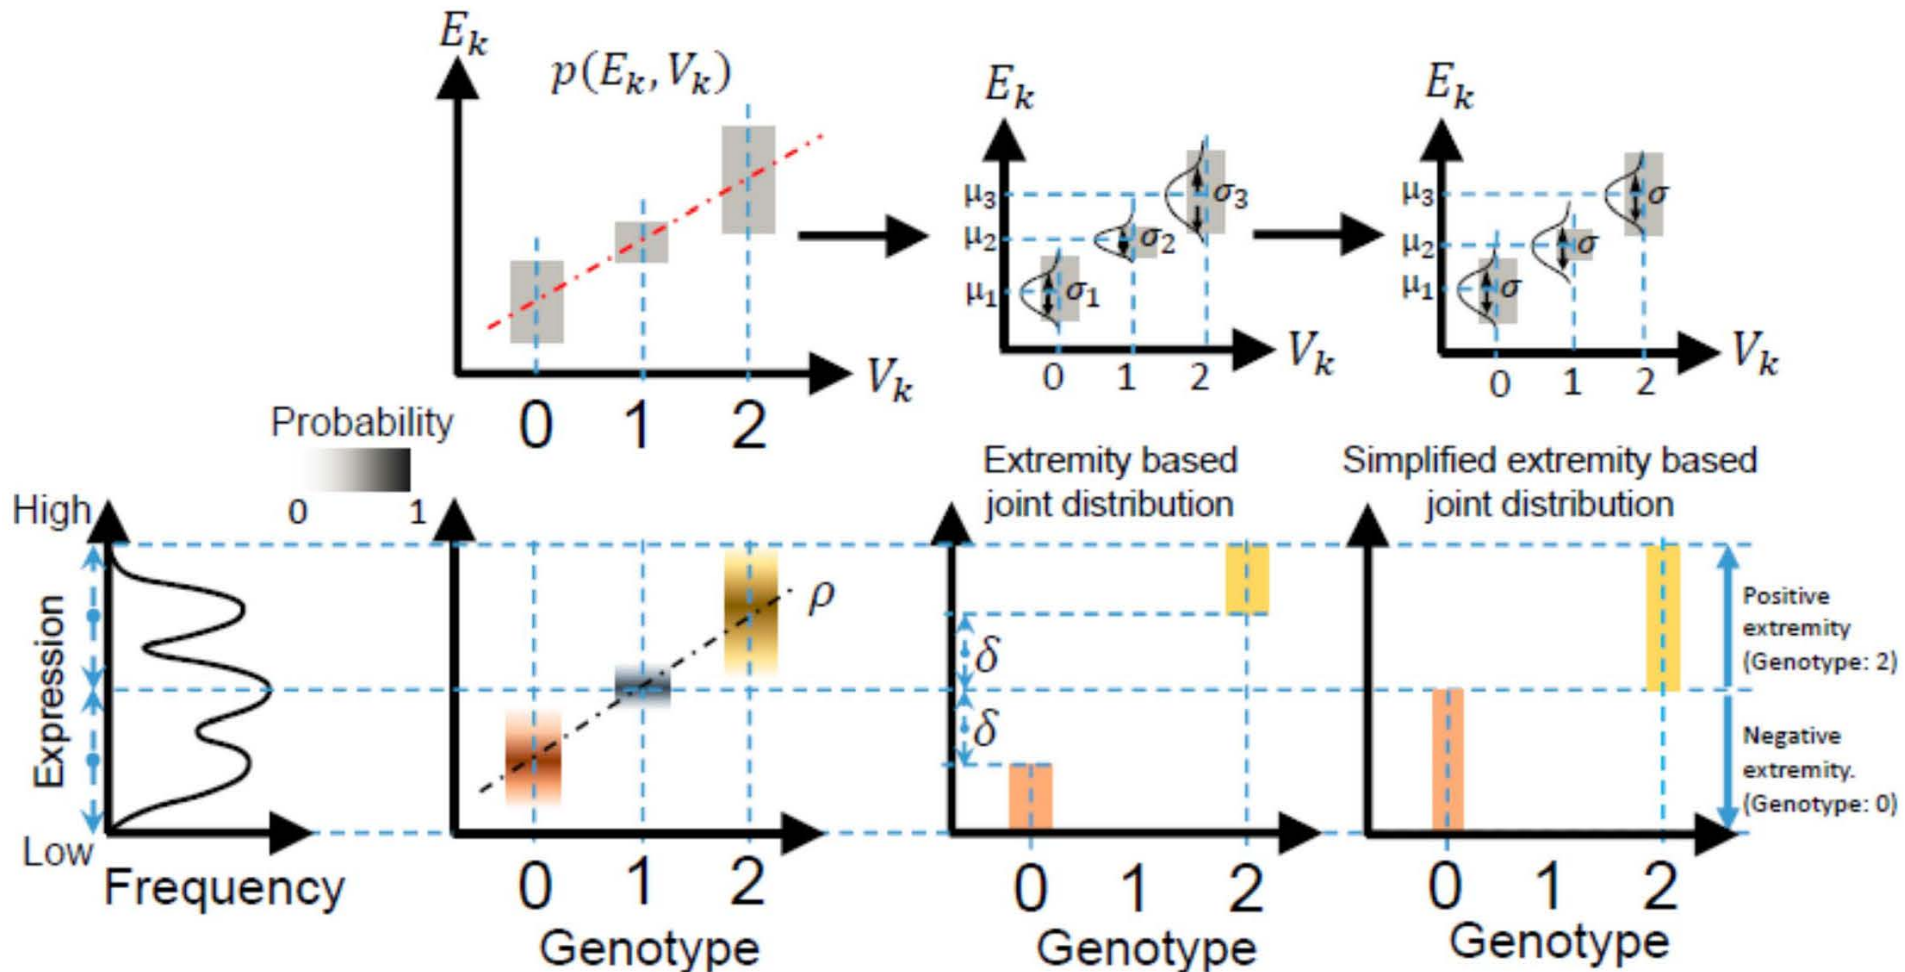 E_k
p(E_k, V_k)
V_k
0 1 2
E_k
μ_3
μ_2
μ_1
σ_1
σ_2
σ_3
0 1 2
V_k
E_k
μ_3
μ_2
μ_1
σ
σ
σ
0 1 2
V_k
Probability
0 1
High
Expression
Low
Frequency
ρ
0 1 2
Genotype
Extremity based
joint distribution
δ
δ
0 1 2
Genotype
Simplified extremity based
joint distribution
0 1 2
Genotype
Positive
extremity
(Genotype: 2)
Negative
extremity.
(Genotype: 0)